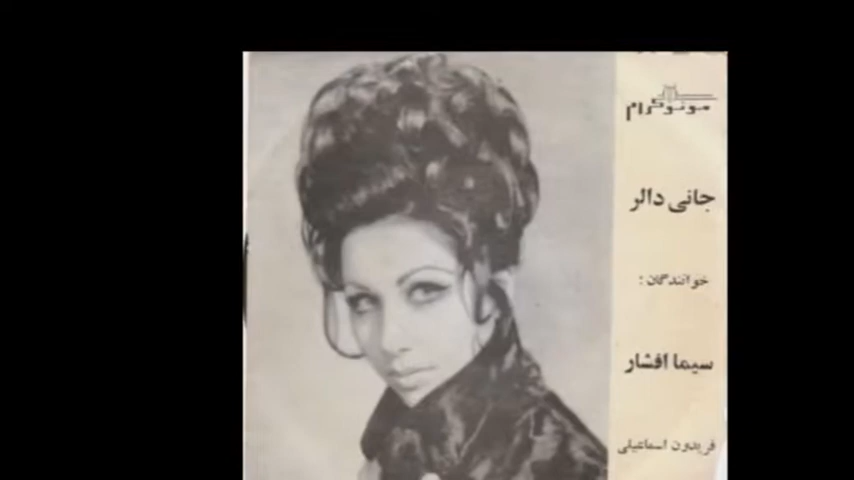 مونوگرام
جانی دالر
خوانندگان :
سیما افشار
فریدون اسماعیلی